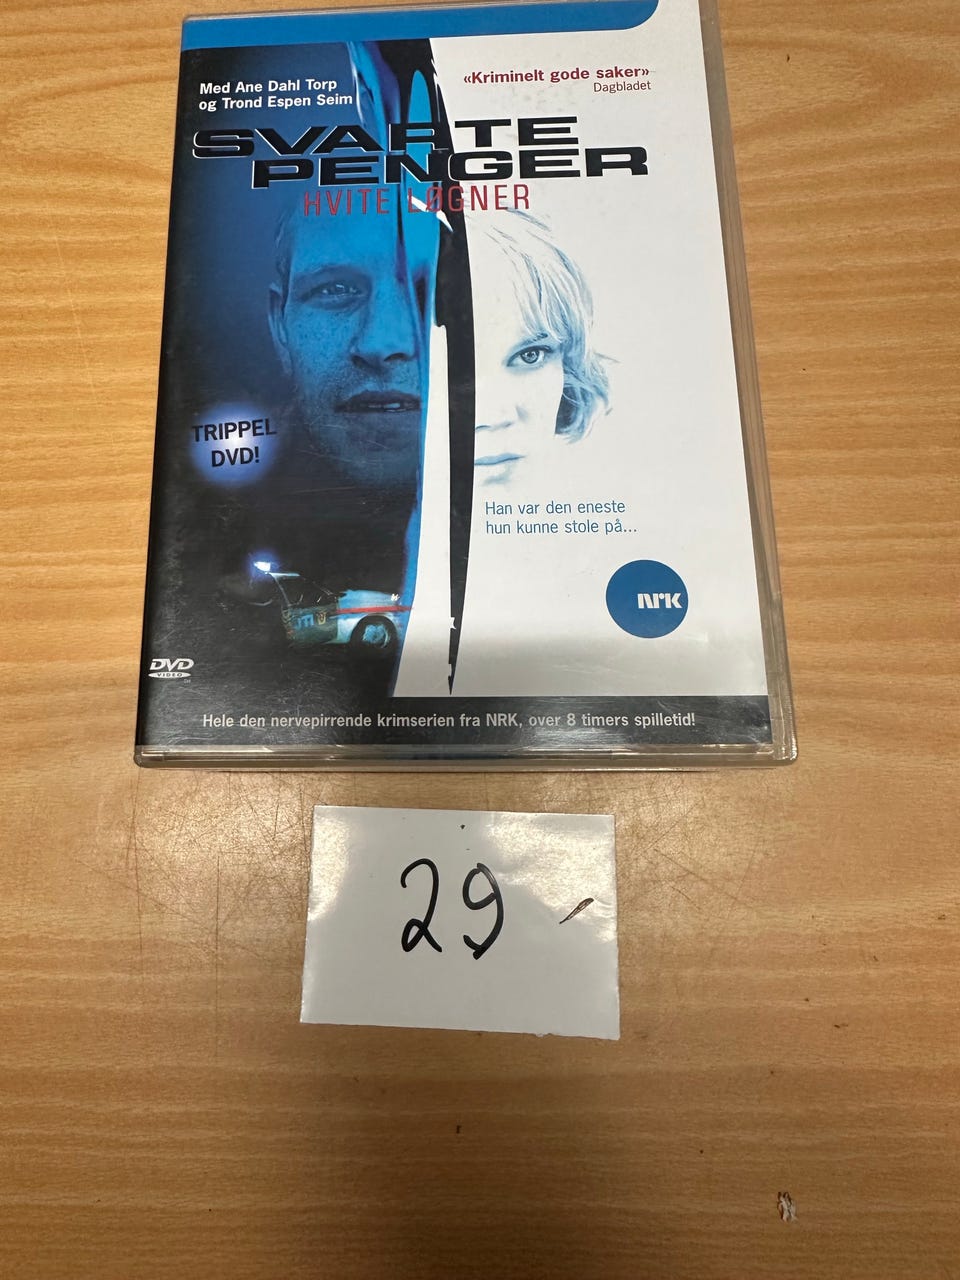 Med Ane Dahl Torp
og Trond Espen Seim
«Kriminelt gode saker»
Dagbladet
SVARTE
PENGER
HVITE LØGNER
TRIPPEL
DVD!
Han var den eneste
hun kunne stole på...
NRK
DVD
VIDEO
Hele den nervepirrende krimserien fra NRK, over 8 timers spilletid!
29